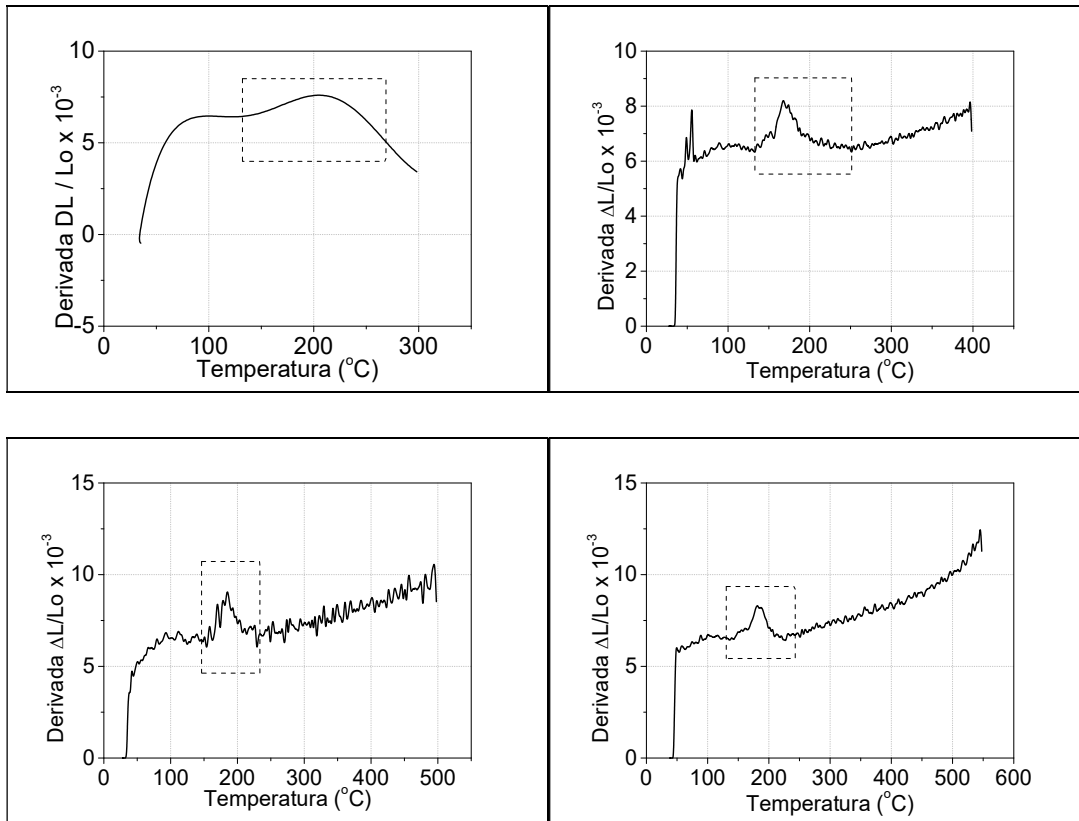 10
5
0
-5
0 100 200 300
Derivada DL / Lo x 10⁻³
Temperatura (°C)
10
8
6
4
2
0
0 100 200 300 400
Derivada ΔL/Lo x 10⁻³
Temperatura (°C)
15
10
5
0
0 100 200 300 400 500
Derivada ΔL/Lo x 10⁻³
Temperatura (°C)
15
10
5
0
0 100 200 300 400 500 600
Derivada ΔL/Lo x 10⁻³
Temperatura (°C)